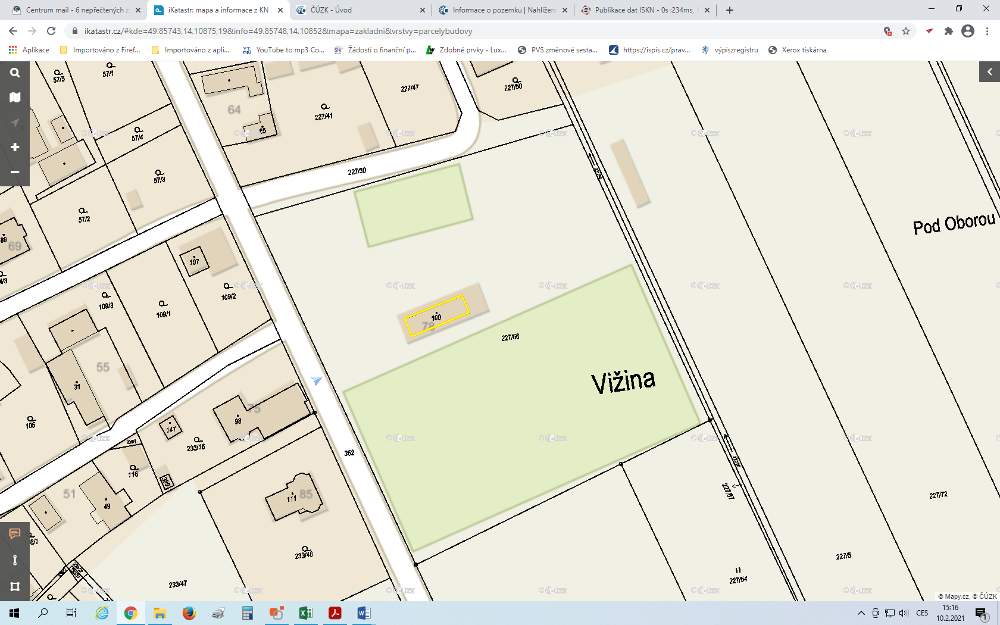 Centrum mail - 6 nepřečtených z
iKatastr: mapa a informace z KN
ČÚZK - Úvod
Informace o pozemku | Nahlížení
Publikace dat ISKN - 0s :234ms,
ikatastr.cz/#kde=49.85743,14.10875,19&info=49.85748,14.10852&mapa=zakladni&vrstvy=parcelybudovy
Aplikace
Importováno z Firef...
Importováno z apli...
YouTube to mp3 Co...
Žádosti o finanční p...
Zdobné prvky - Lux...
PVS změnové sesta...
https://ispis.cz/prav...
výpiszregistru
Xerox tiskárna
57/5
57/1
64
65
227/41
227/47
227/50
57/4
57/3
57/2
227/30
Pod Oborou
89
69
107
109/2
109/3
109/1
100
78
227/66
55
31
Vižina
105
75
98
147
233/16
352
116
51
49
111
85
227/87
227/72
233/48
233/47
227/5
227/54
© Mapy.cz, © ČÚZK
CES
15:16
10.2.2021